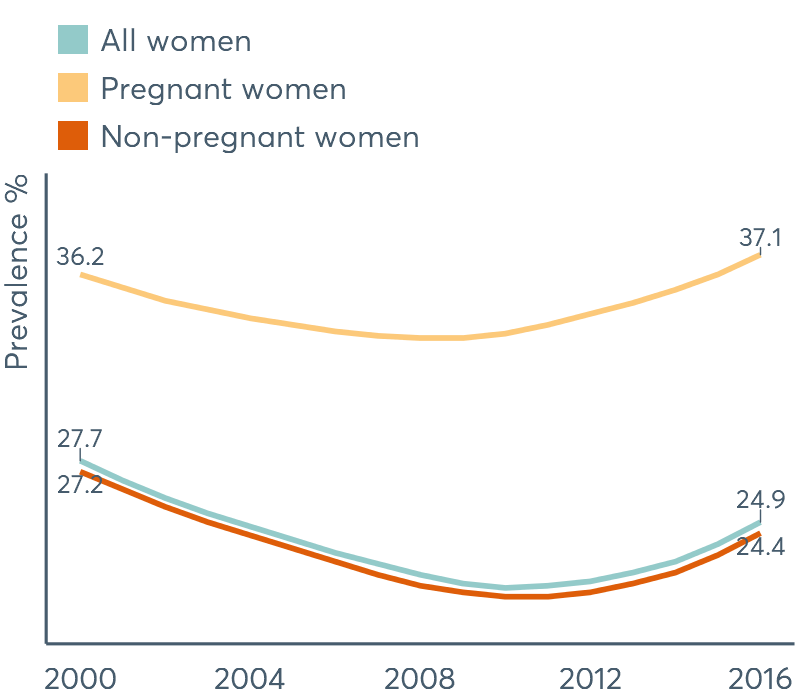 All women
Pregnant women
Non-pregnant women
Prevalence %
36.2
37.1
27.7
27.2
24.9
24.4
2000 2004 2008 2012 2016